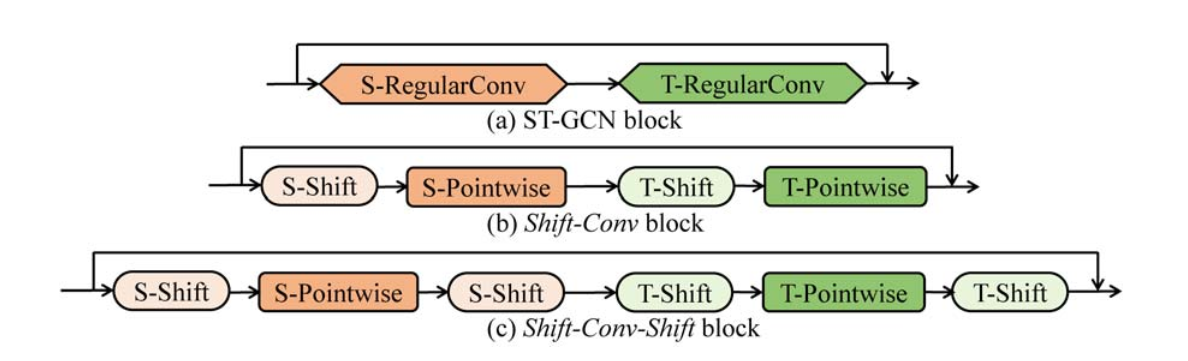 S-RegularConv T-RegularConv
(a) ST-GCN block
S-Shift S-Pointwise T-Shift T-Pointwise
(b) Shift-Conv block
S-Shift S-Pointwise S-Shift T-Shift T-Pointwise T-Shift
(c) Shift-Conv-Shift block